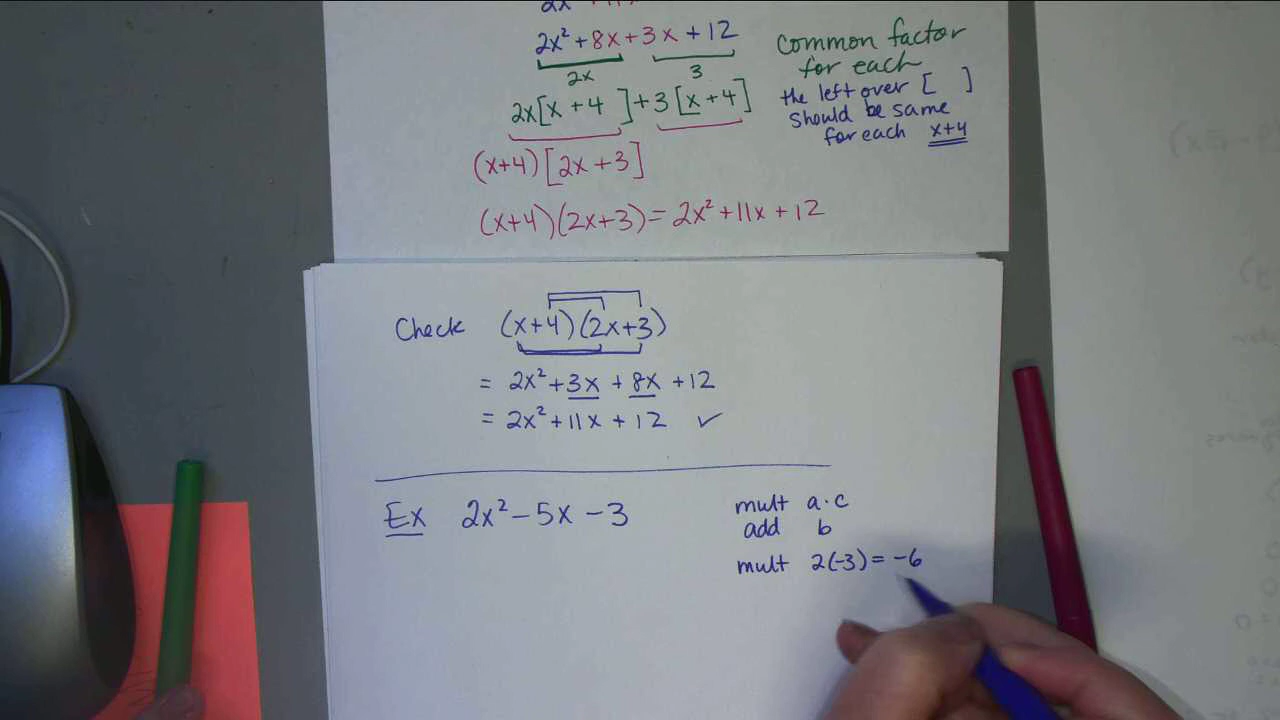 2x² + 8x + 3x + 12
2x 3
2x[x + 4 ] + 3[x + 4]
(x+4)[2x + 3]
(x+4)(2x+3) = 2x² + 11x + 12
Common factor
for each
the left over [ ]
should be same
for each x+4
Check (x+4)(2x+3)
= 2x² + 3x + 8x + 12
= 2x² + 11x + 12 ✓
Ex 2x² - 5x - 3
mult a·c
add b
mult 2(-3) = -6